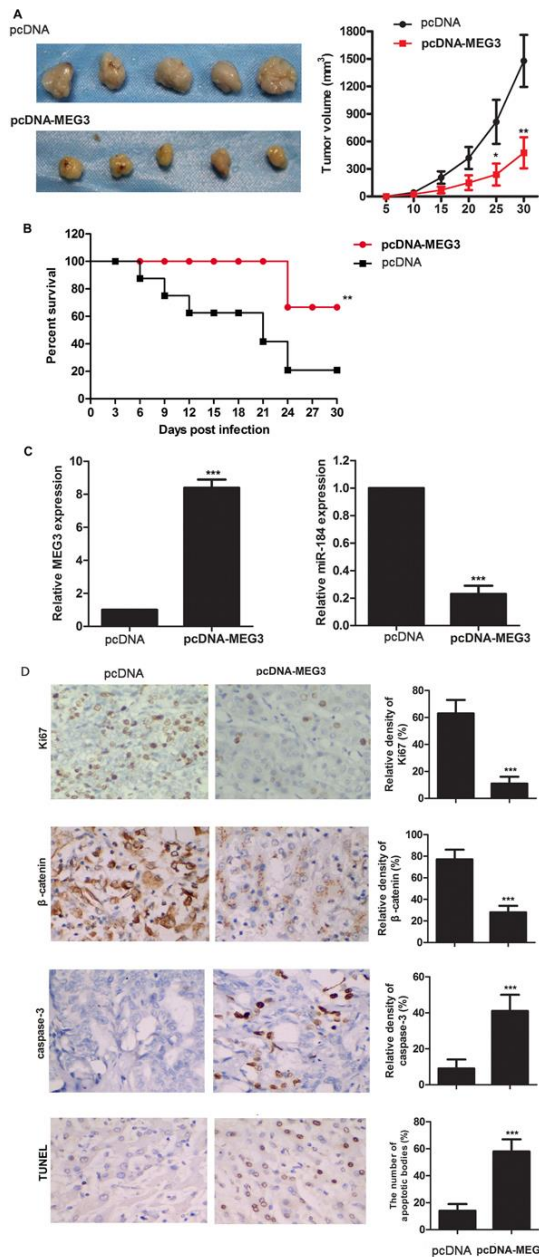 A
pcDNA
pcDNA-MEG3
pcDNA
pcDNA-MEG3
Tumor volume (mm3)
1800
1500
1200
900
600
300
0
*
**
5 10 15 20 25 30
B
Percent survival
120
100
80
60
40
20
0
**
pcDNA-MEG3
pcDNA
0 3 6 9 12 15 18 21 24 27 30
Days post infection
C
Relative MEG3 expression
10
8
6
4
2
0
***
pcDNA
pcDNA-MEG3
Relative miR-184 expression
1.2
1.0
0.8
0.6
0.4
0.2
0.0
***
pcDNA
pcDNA-MEG3
D
pcDNA
pcDNA-MEG3
Ki67
Relative density of
Ki67 (%)
80
60
40
20
0
***
β -catenin
Relative density of
β -catenin (%)
100
80
60
40
20
0
***
caspase-3
Relative density of
caspase-3 (%)
60
40
20
0
***
TUNEL
The number of
apoptotic bodies (%)
80
60
40
20
0
***
pcDNA pcDNA-MEG